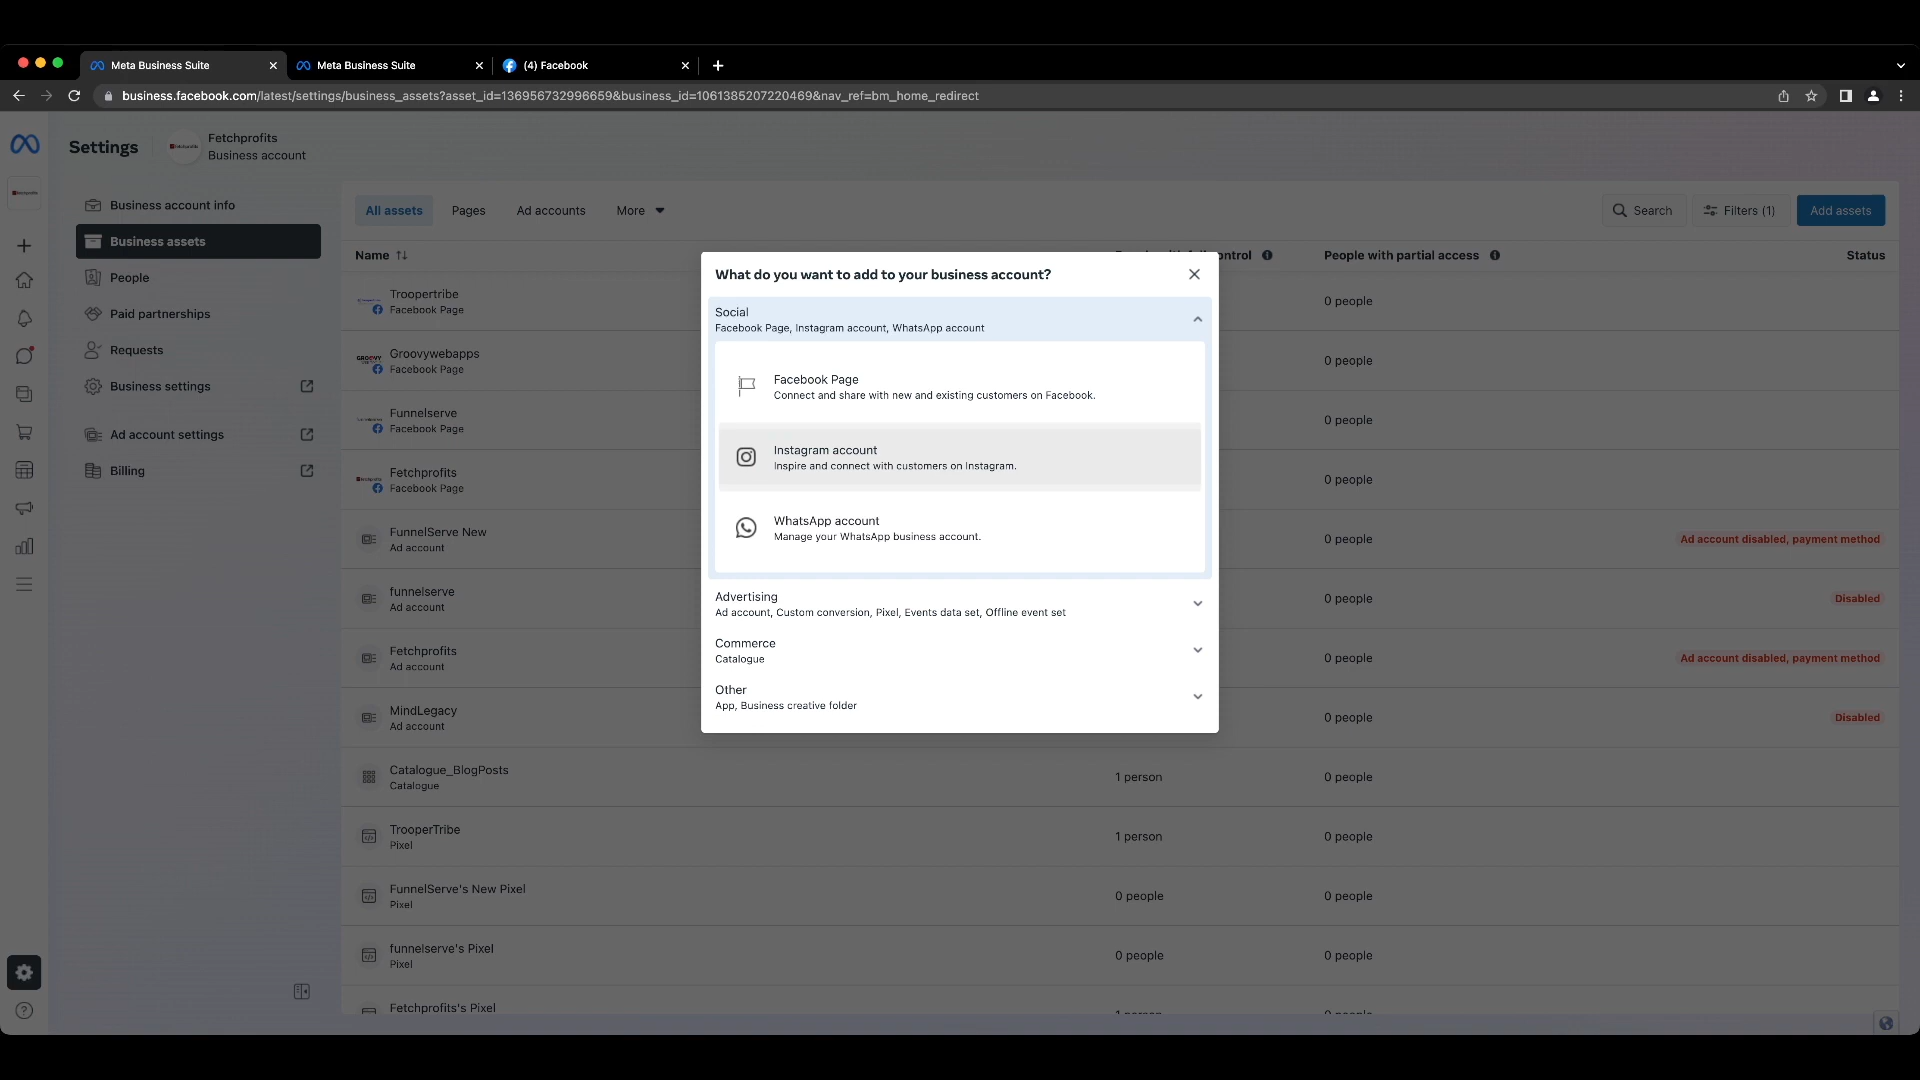 Meta Business Suite
Meta Business Suite
(4) Facebook
business.facebook.com/latest/settings/business_assets?asset_id=136956732996659&business_id=1061385207220469&nav_ref=bm_home_redirect
Settings
Fetchprofits
Business account
Business account info
Business assets
People
Paid partnerships
Requests
Business settings
Ad account settings
Billing
All assets
Pages
Ad accounts
More
Search
Filters (1)
Add assets
Name
ontrol
People with partial access
Status
Troopertribe
Facebook Page
0 people
Groovywebapps
Facebook Page
0 people
Funnelserve
Facebook Page
0 people
Fetchprofits
Facebook Page
0 people
FunnelServe New
Ad account
0 people
Ad account disabled, payment method
funnelserve
Ad account
0 people
Disabled
Fetchprofits
Ad account
0 people
Ad account disabled, payment method
MindLegacy
Ad account
0 people
Disabled
Catalogue_BlogPosts
Catalogue
1 person
0 people
TrooperTribe
Pixel
1 person
0 people
FunnelServe's New Pixel
Pixel
0 people
0 people
funnelserve's Pixel
Pixel
0 people
0 people
Fetchprofits's Pixel
What do you want to add to your business account?
Social
Facebook Page, Instagram account, WhatsApp account
Facebook Page
Connect and share with new and existing customers on Facebook.
Instagram account
Inspire and connect with customers on Instagram.
WhatsApp account
Manage your WhatsApp business account.
Advertising
Ad account, Custom conversion, Pixel, Events data set, Offline event set
Commerce
Catalogue
Other
App, Business creative folder